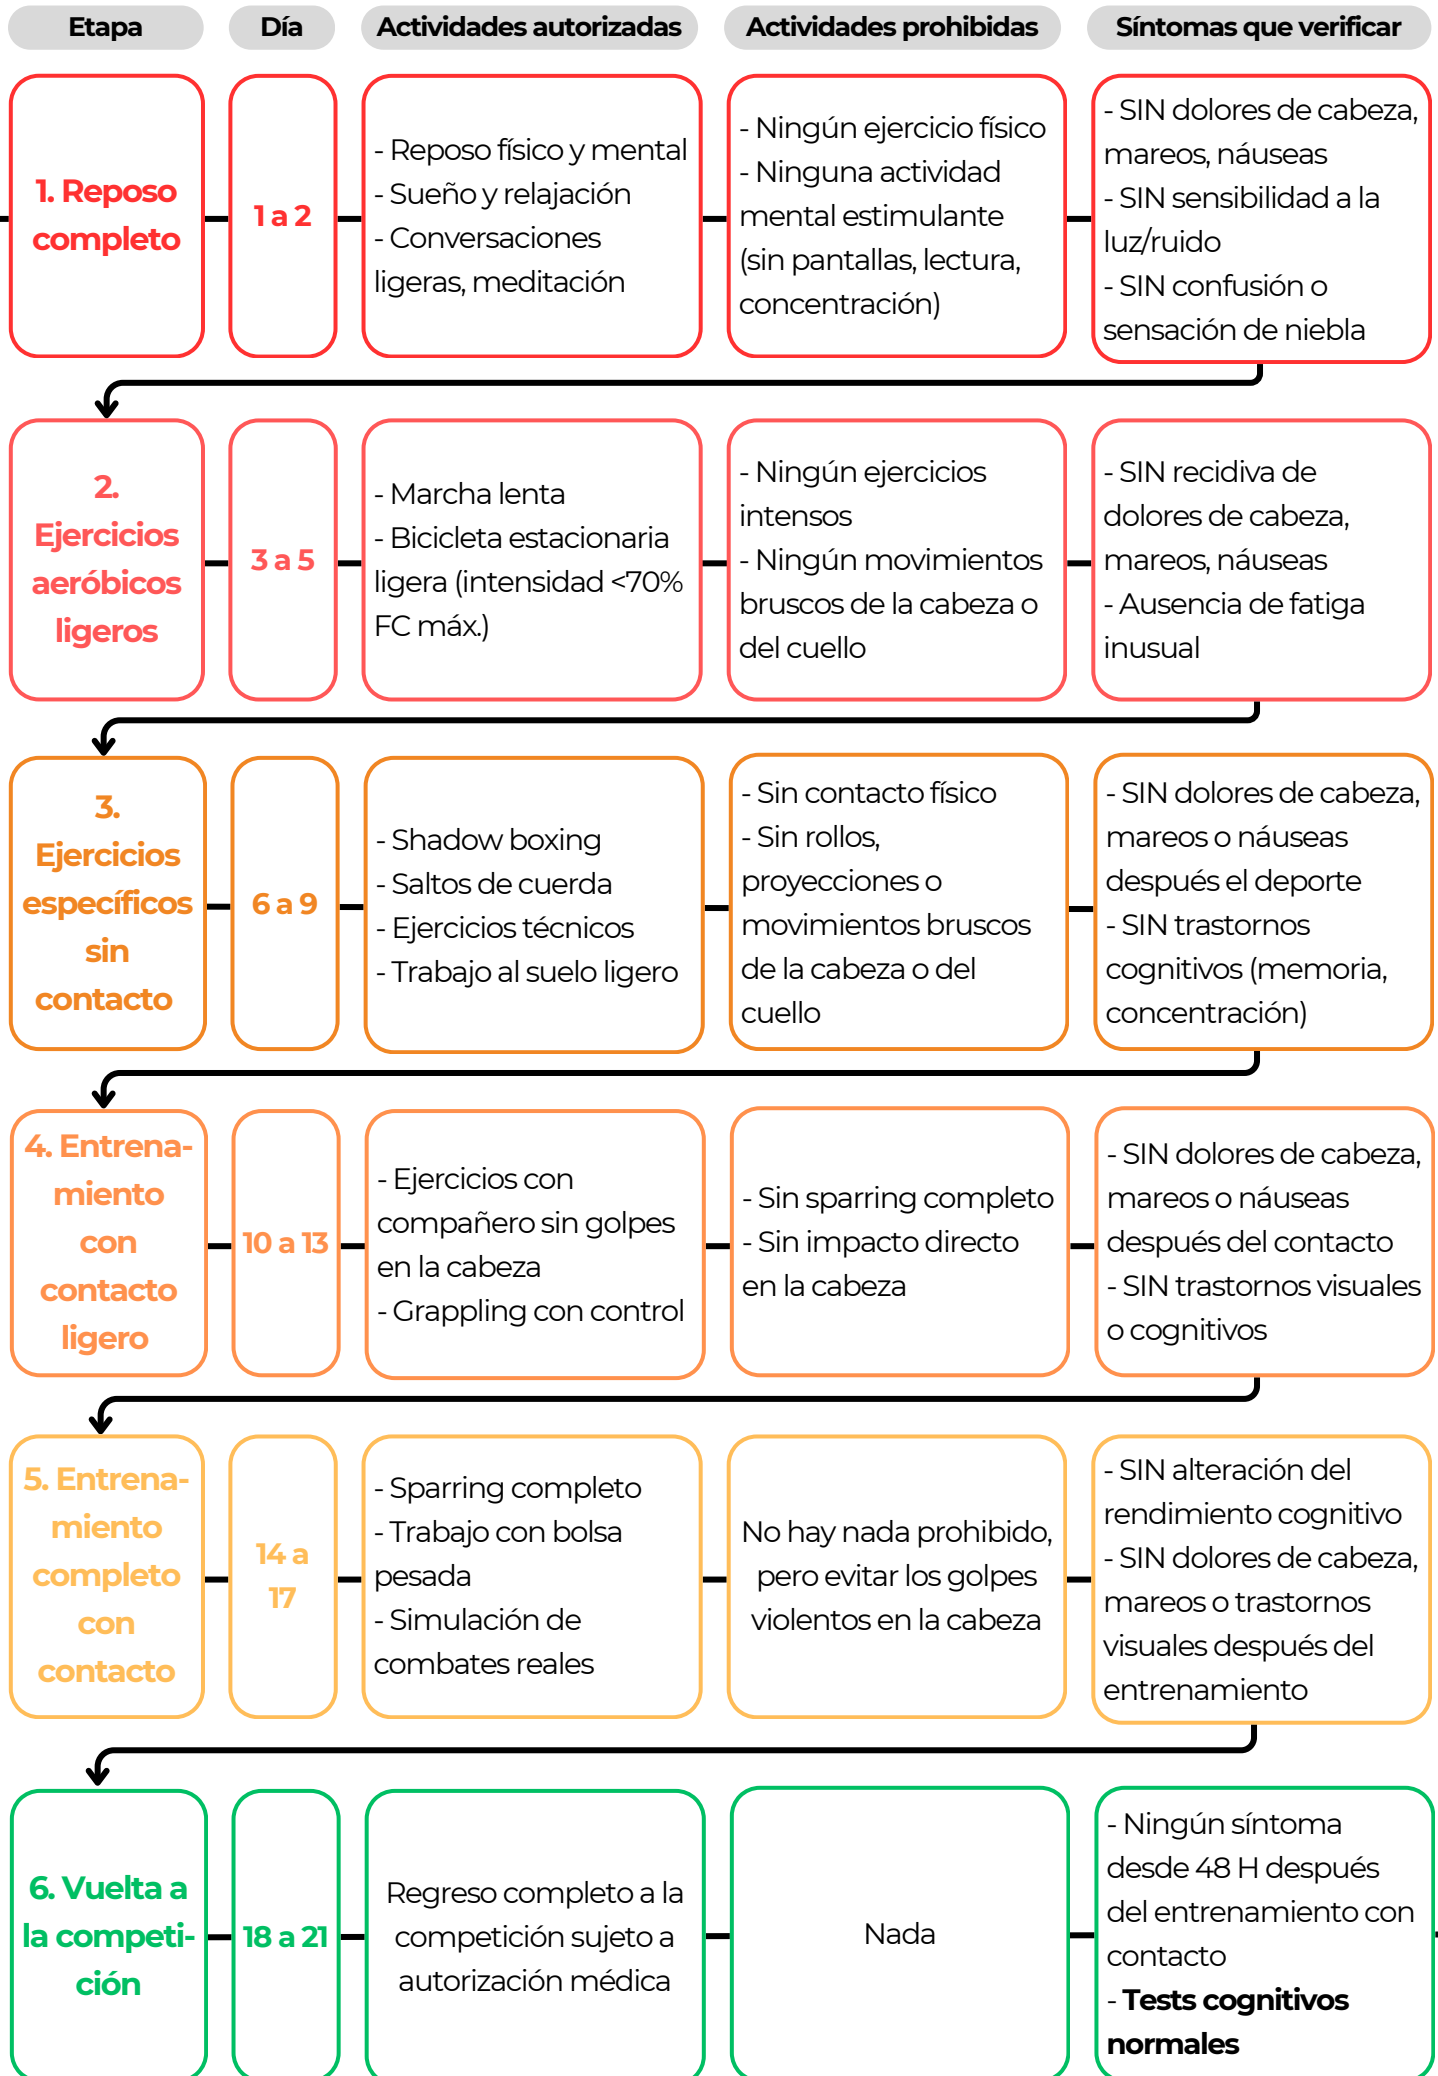 Etapa
Día
Actividades autorizadas
Actividades prohibidas
Síntomas que verificar
1. Reposo
completo
1 a 2
- Reposo físico y mental
- Sueño y relajación
- Conversaciones
ligeras, meditación
- Ningún ejercicio físico
- Ninguna actividad
mental estimulante
(sin pantallas, lectura,
concentración)
- SIN dolores de cabeza,
mareos, náuseas
- SIN sensibilidad a la
luz/ruido
- SIN confusión o
sensación de niebla
2.
Ejercicios
aeróbicos
ligeros
3 a 5
- Marcha lenta
- Bicicleta estacionaria
ligera (intensidad <70%
FC máx.)
- Ningún ejercicios
intensos
- Ningún movimientos
bruscos de la cabeza o
del cuello
- SIN recidiva de
dolores de cabeza,
mareos, náuseas
- Ausencia de fatiga
inusual
3.
Ejercicios
específicos
sin
contacto
6 a 9
- Shadow boxing
- Saltos de cuerda
- Ejercicios técnicos
- Trabajo al suelo ligero
- Sin contacto físico
- Sin rollos,
proyecciones o
movimientos bruscos
de la cabeza o del
cuello
- SIN dolores de cabeza,
mareos o náuseas
después el deporte
- SIN trastornos
cognitivos (memoria,
concentración)
4. Entrena-
miento
con
contacto
ligero
10 a 13
- Ejercicios con
compañero sin golpes
en la cabeza
- Grappling con control
- Sin sparring completo
- Sin impacto directo
en la cabeza
- SIN dolores de cabeza,
mareos o náuseas
después del contacto
- SIN trastornos visuales
o cognitivos
5. Entrena-
miento
completo
con
contacto
14 a
17
- Sparring completo
- Trabajo con bolsa
pesada
- Simulación de
combates reales
No hay nada prohibido,
pero evitar los golpes
violentos en la cabeza
- SIN alteración del
rendimiento cognitivo
- SIN dolores de cabeza,
mareos o trastornos
visuales después del
entrenamiento
6. Vuelta a
la competi-
ción
18 a 21
Regreso completo a la
competición sujeto a
autorización médica
Nada
- Ningún síntoma
desde 48 H después
del entrenamiento con
contacto
- Tests cognitivos
normales